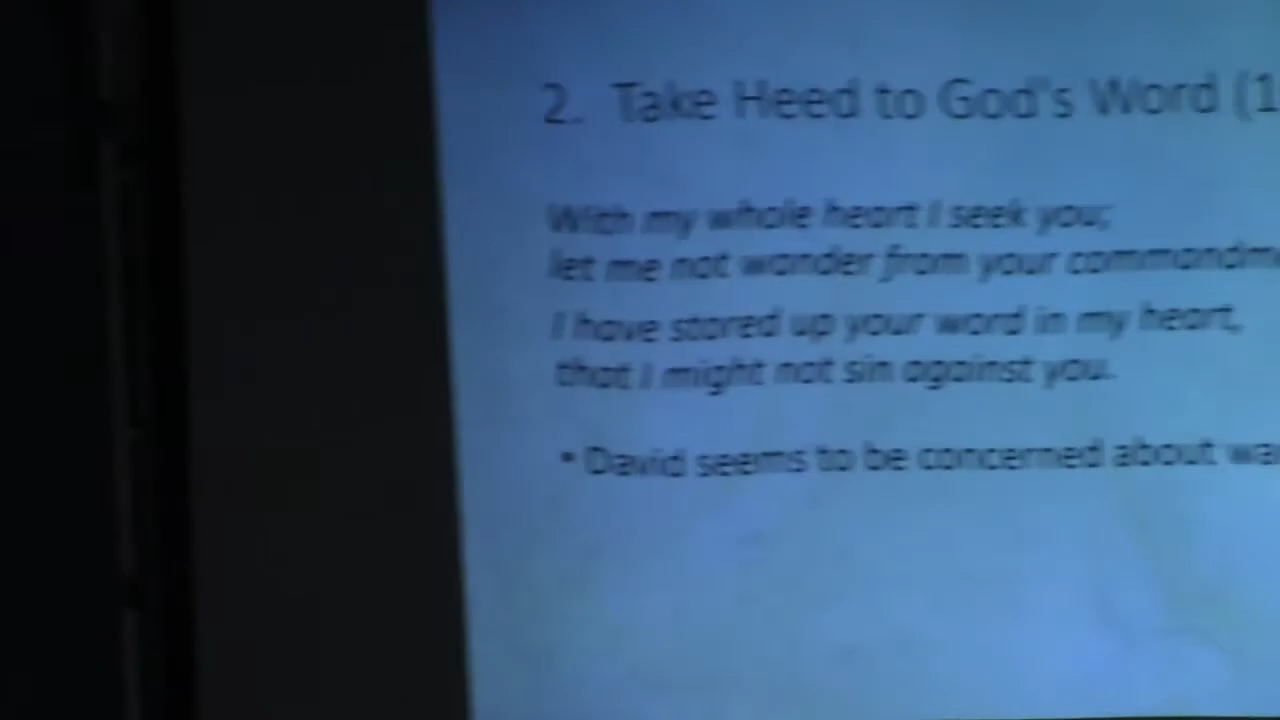 2. Take Heed to God's Word (1
With my whole heart I seek you;
let me not wander from your commandme
I have stored up your word in my heart,
that I might not sin against you.
• David seems to be concerned about wa